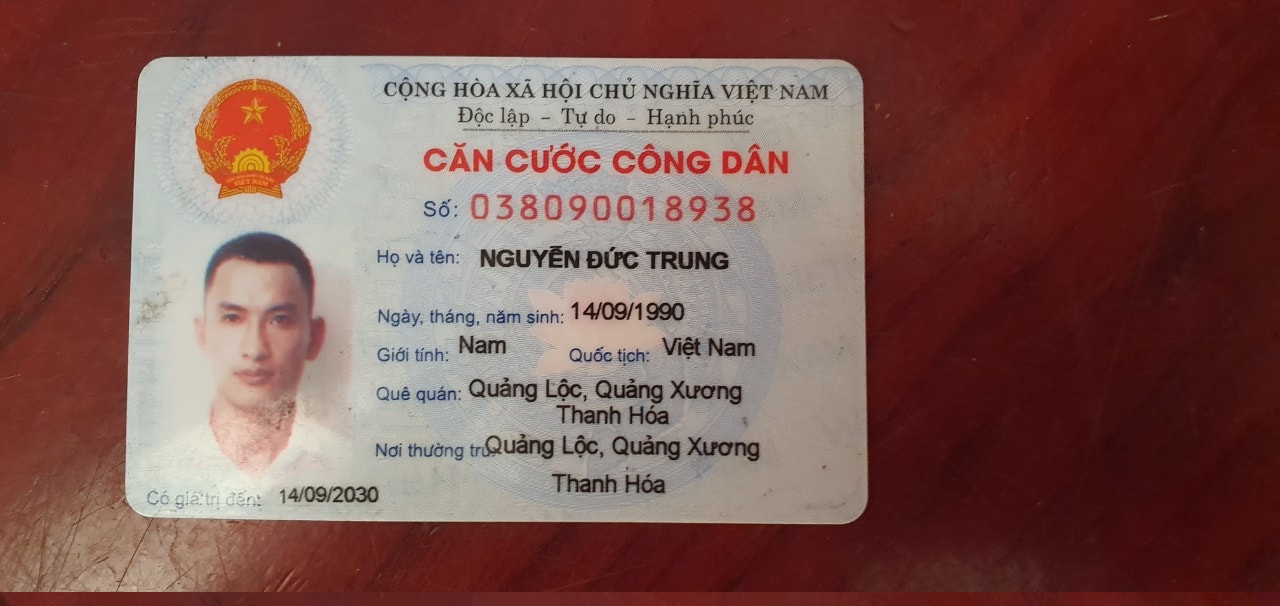 CỘNG HÒA XÃ HỘI CHỦ NGHĨA VIỆT NAM
Độc lập – Tự do – Hạnh phúc
CĂN CƯỚC CÔNG DÂN
Số: 038090018938
Họ và tên: NGUYỄN ĐỨC TRUNG
Ngày, tháng, năm sinh: 14/09/1990
Giới tính: Nam Quốc tịch: Việt Nam
Quê quán: Quảng Lộc, Quảng Xương
Thanh Hóa
Nơi thường trú: Quảng Lộc, Quảng Xương
Thanh Hóa
Có giá trị đến: 14/09/2030
VIỆT NAM